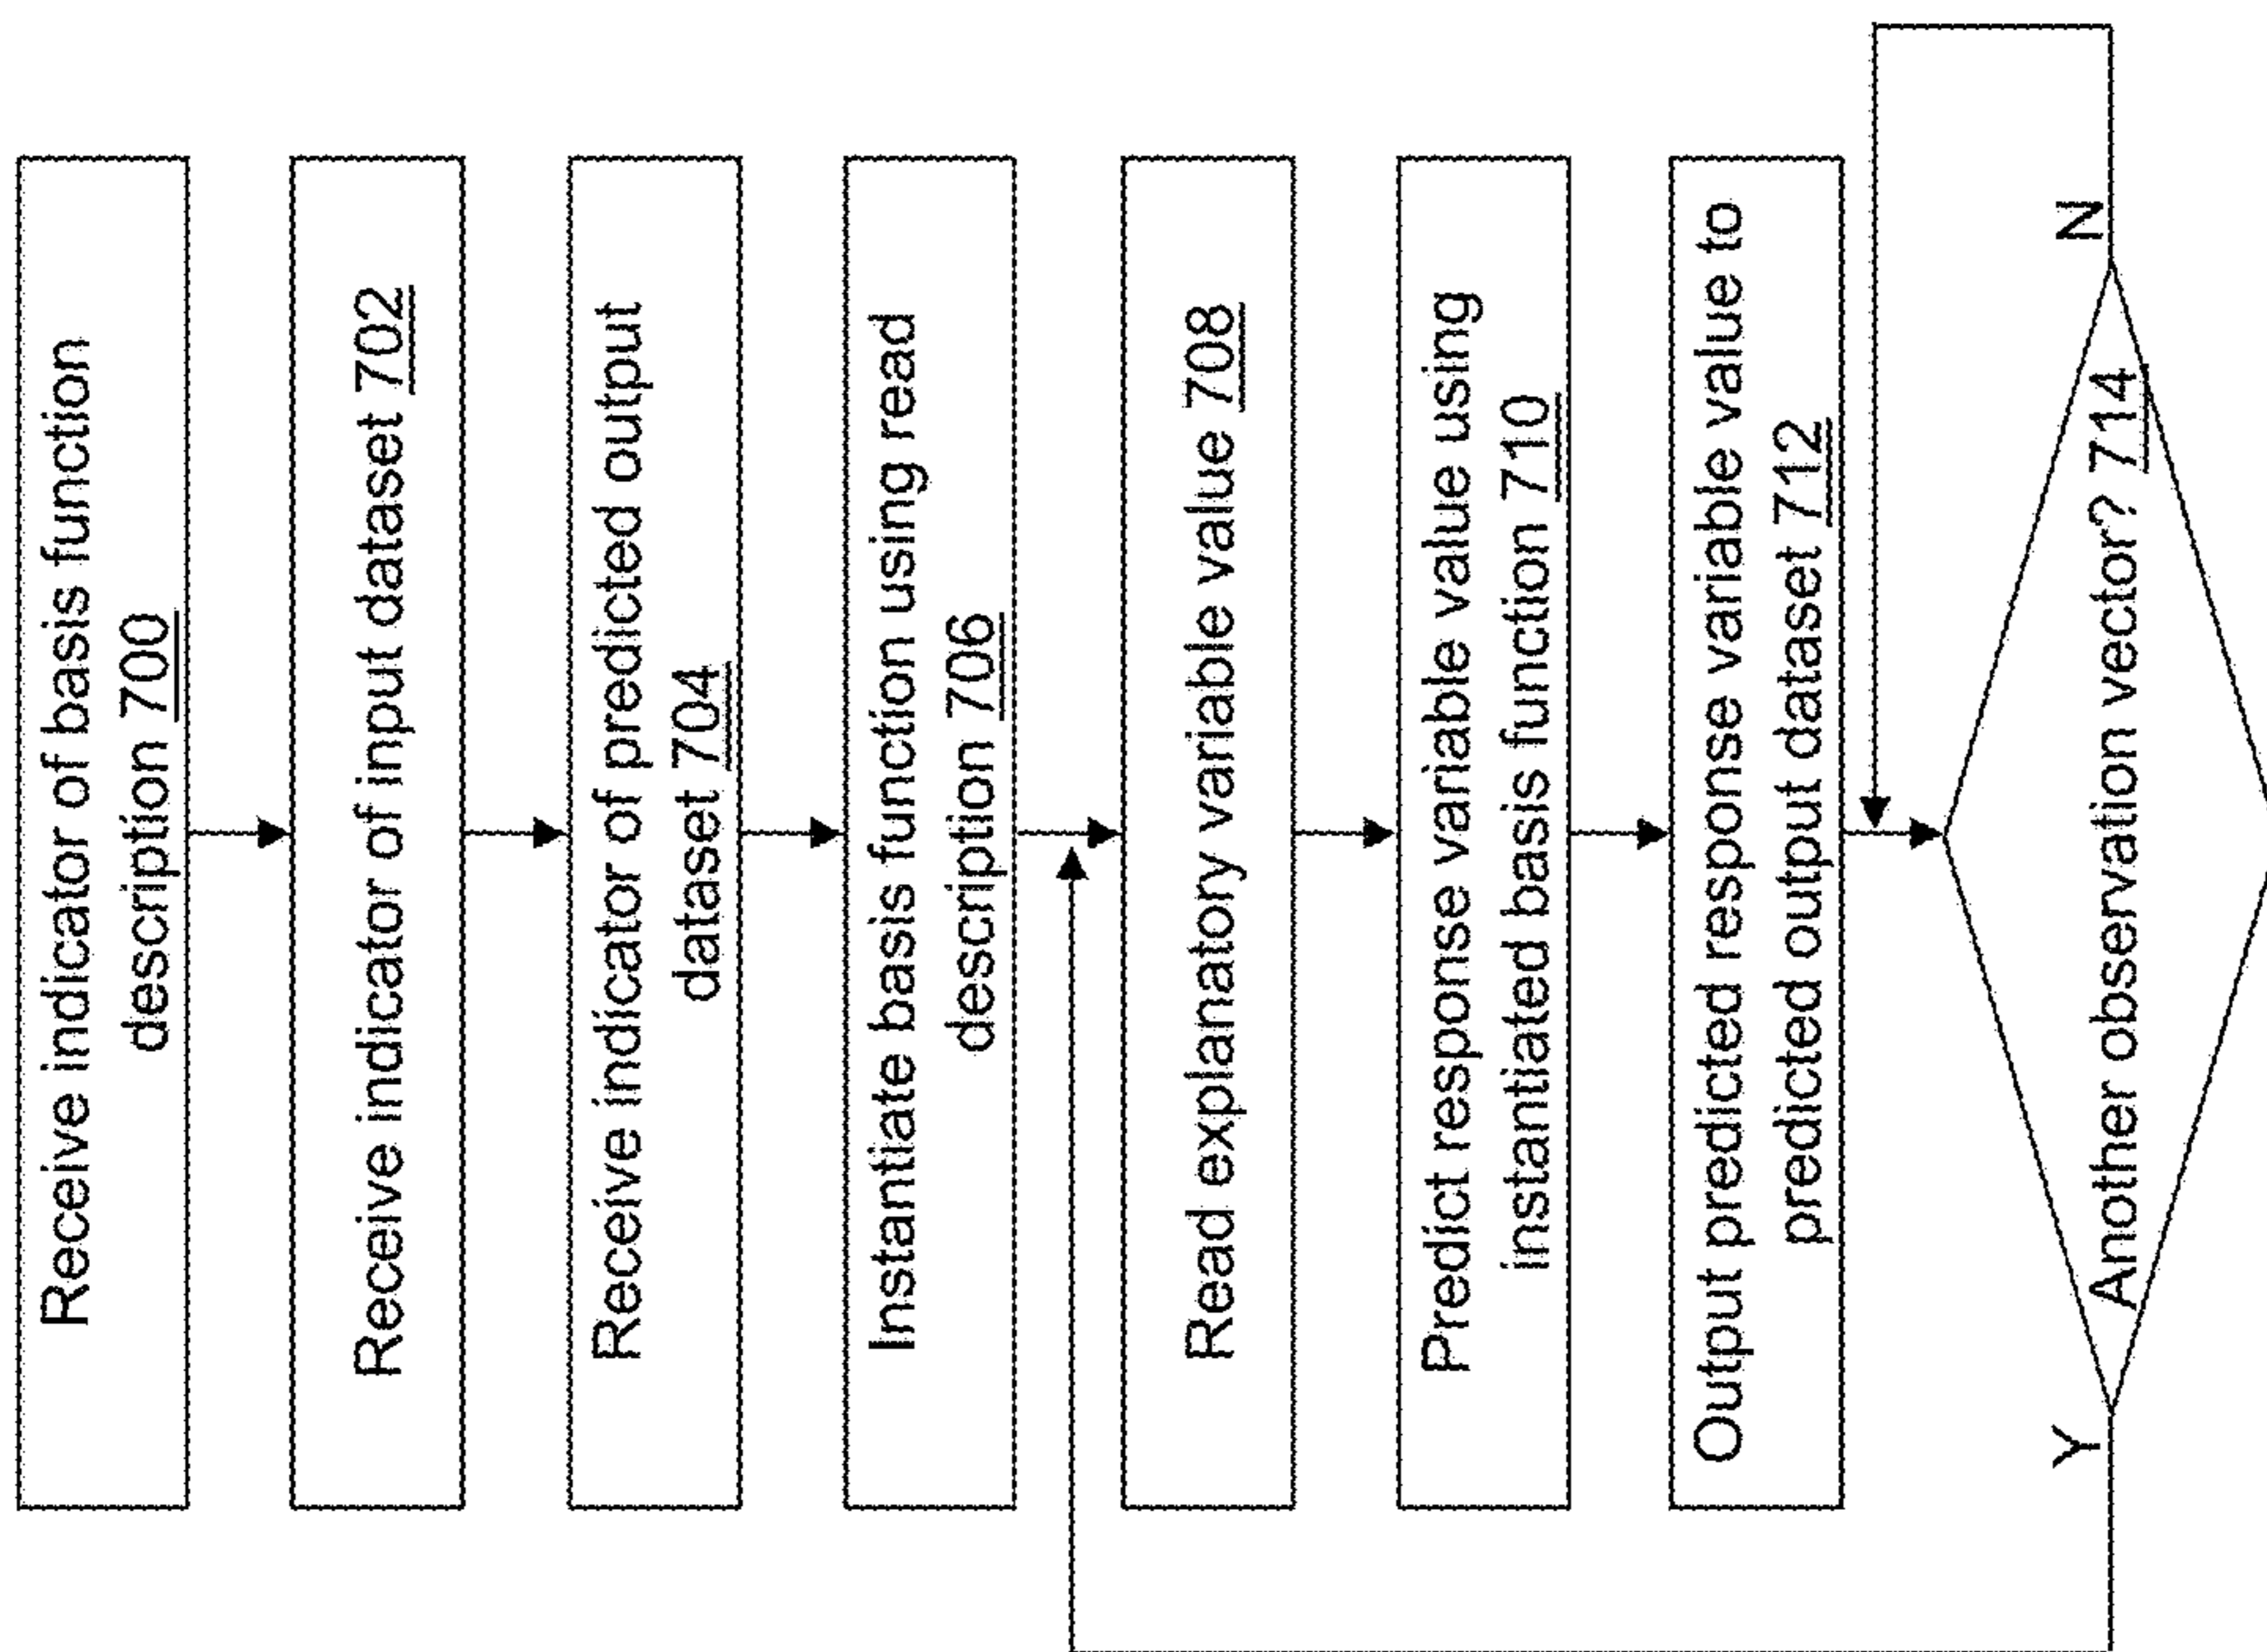 Receive indicator of basis function
description 700
Receive indicator of input dataset 702
Receive indicator of predicted output
dataset 704
Instantiate basis function using read
description 706
Read explanatory variable value 708
Predict response variable value using
instantiated basis function 710
Output predicted response variable value to
predicted output dataset 712
Y
Another observation vector? 714
N